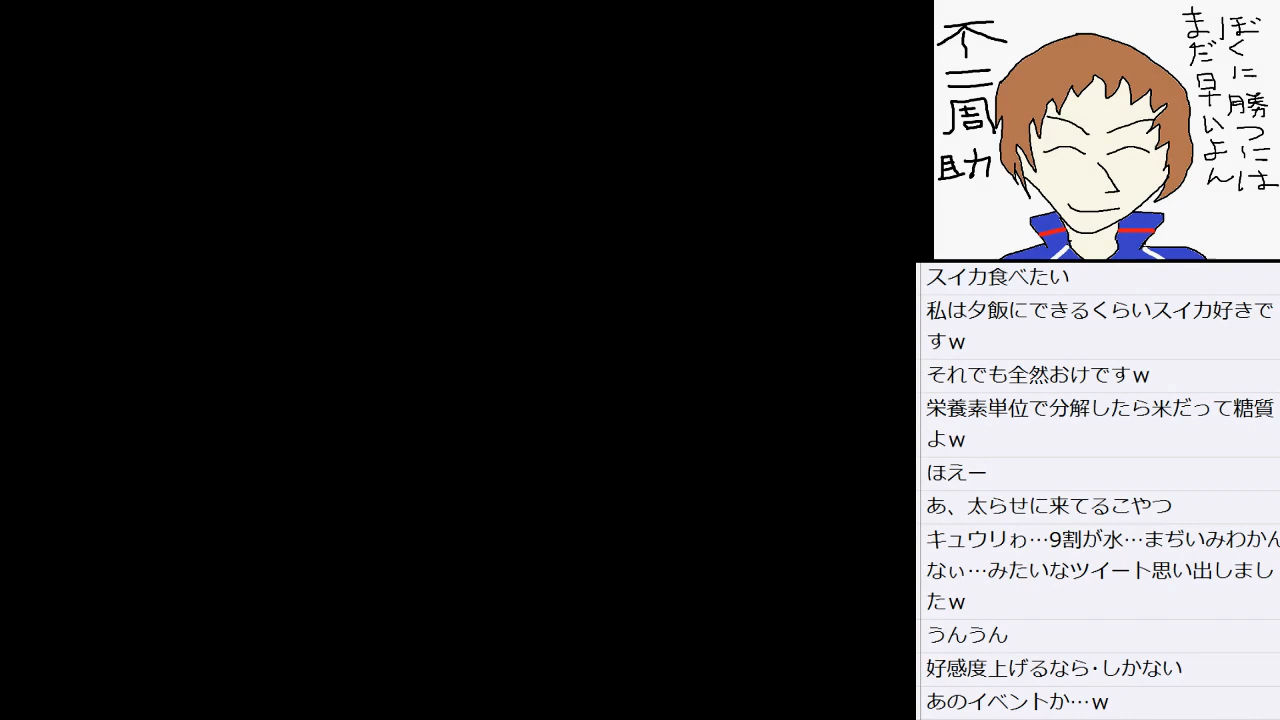 ぼくに勝つには
まだ早いよん
不二周助
スイカ食べたい
私は夕飯にできるくらいスイカ好きで
すｗ
それでも全然おけですｗ
栄養素単位で分解したら米だって糖質
よｗ
ほえー
あ、太らせに来てるこやつ
キュウリゎ…9割が水…まぢいみわかん
なぃ…みたいなツイート思い出しまし
たｗ
うんうん
好感度上げるなら･しかない
あのイベントか…ｗ